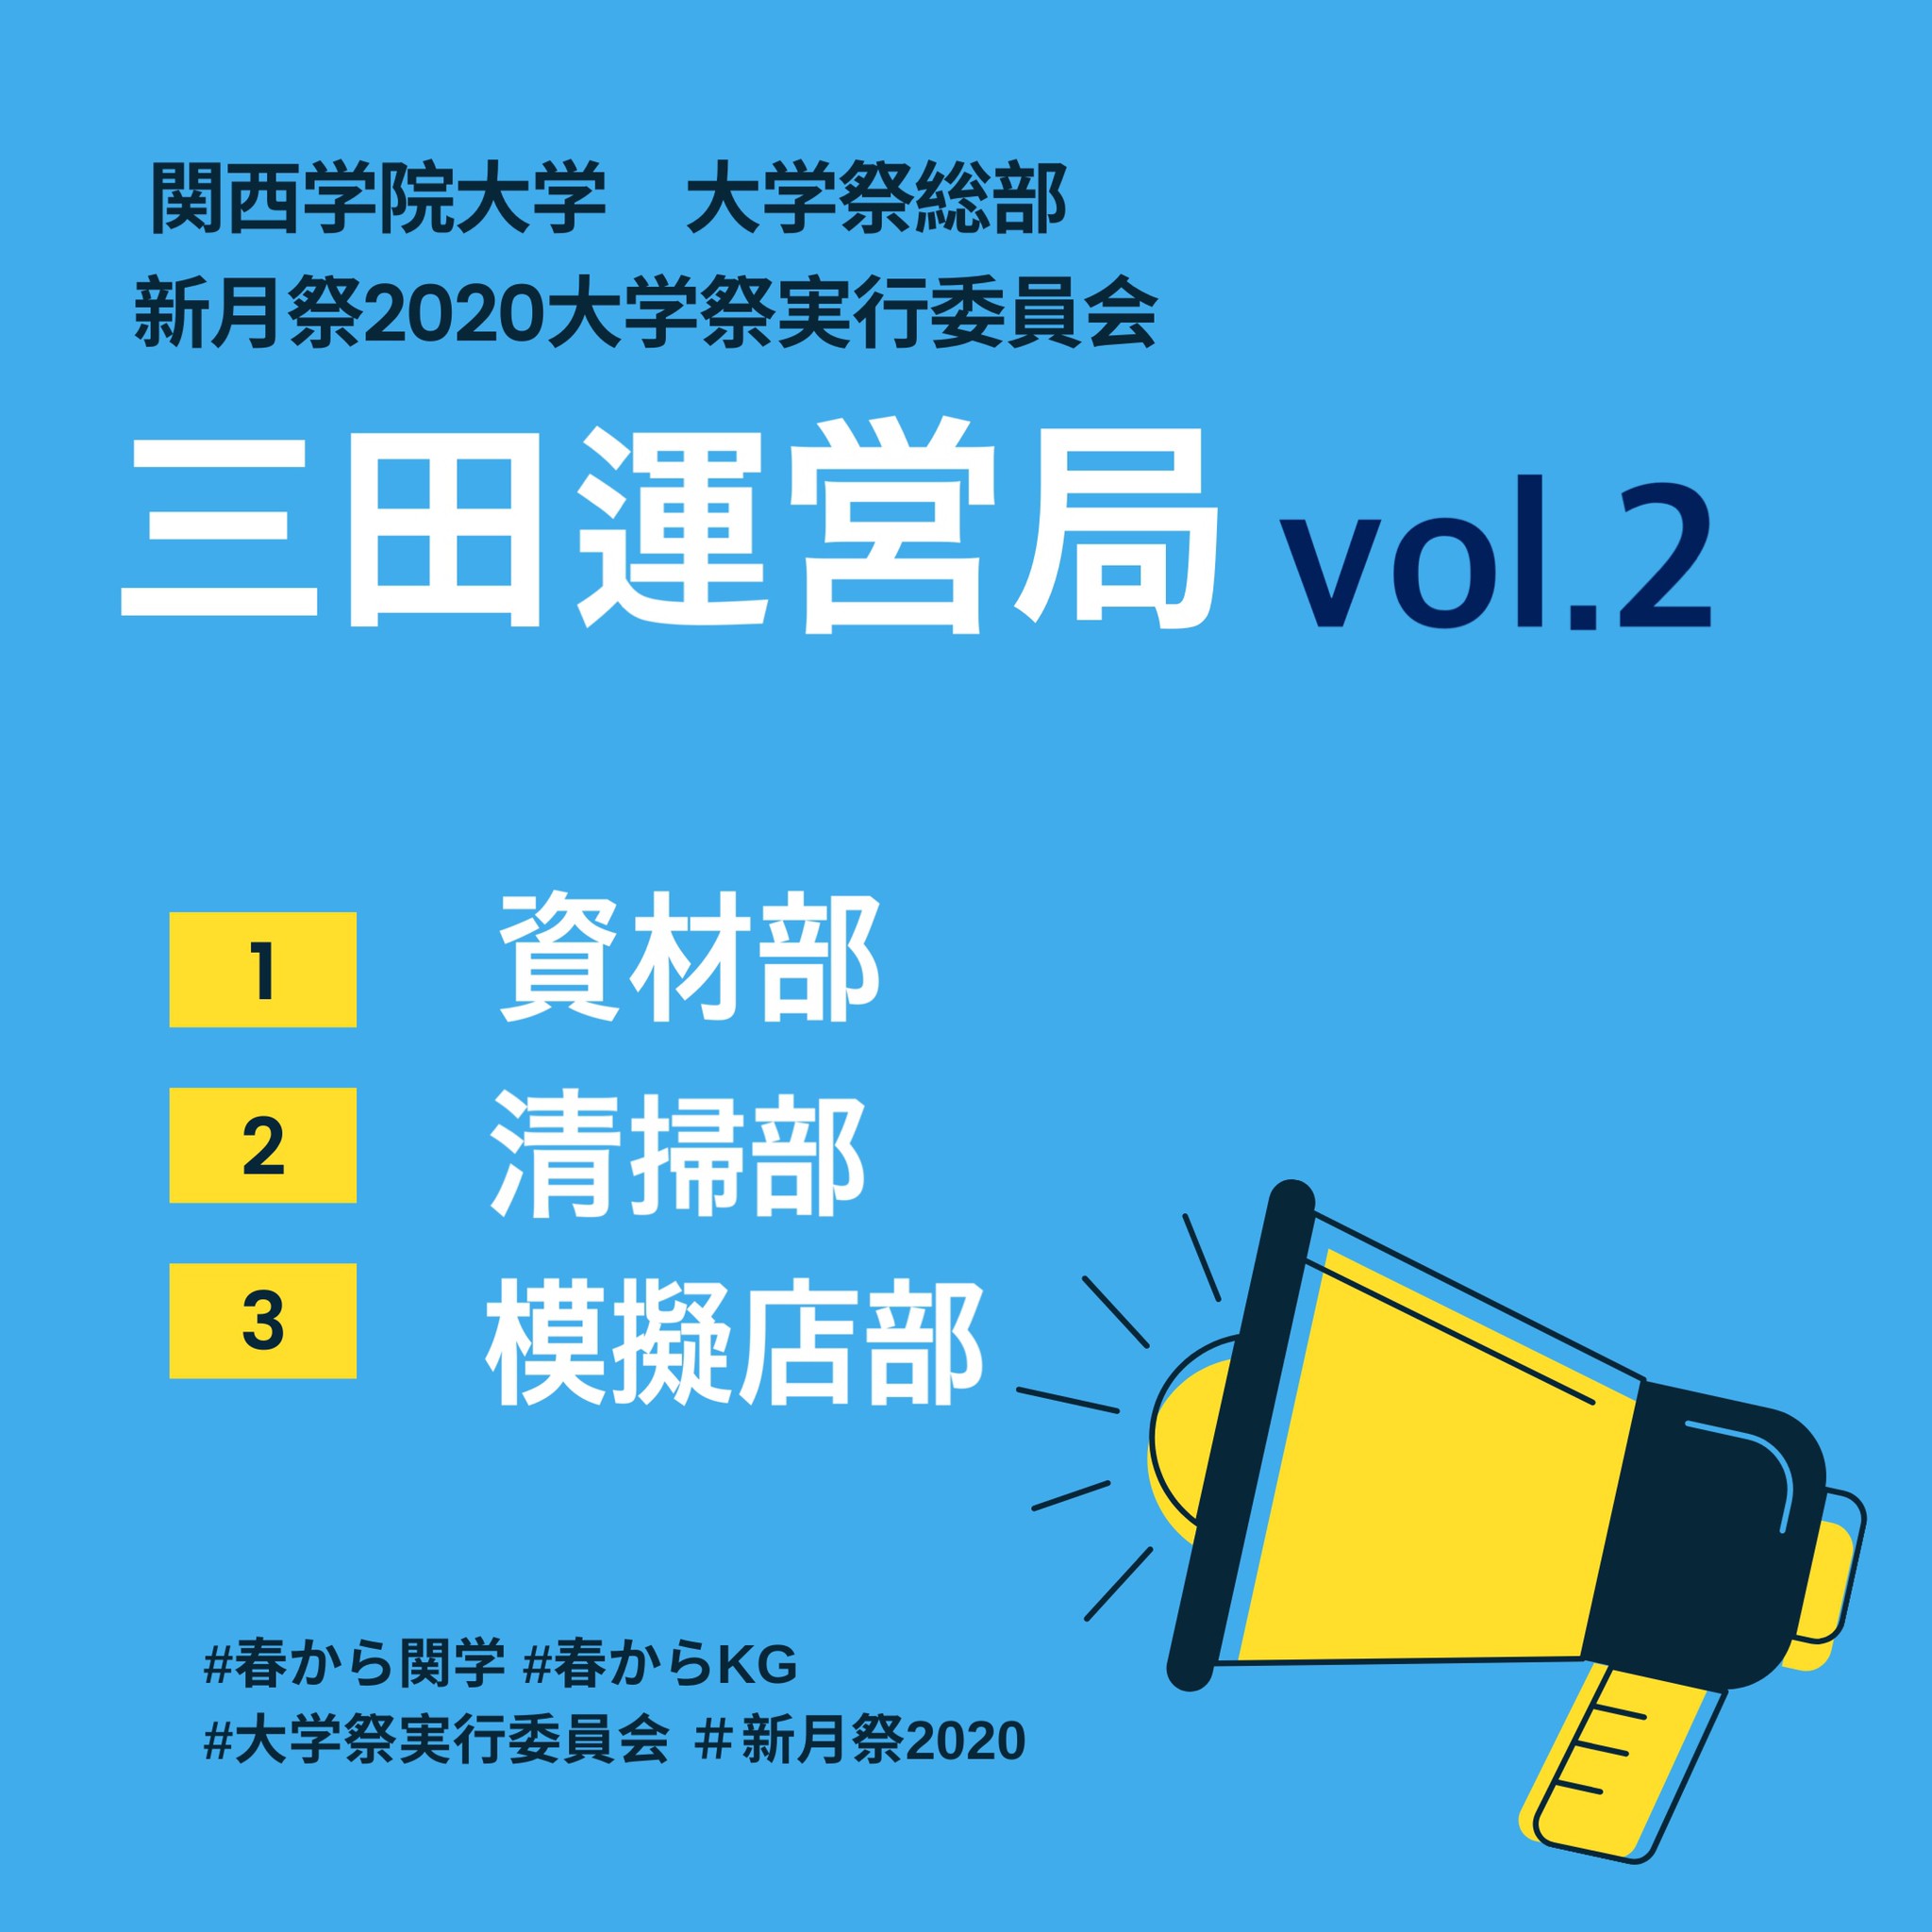 関西学院大学　大学祭総部
新月祭2020大学祭実行委員会
三田運営局 vol.2
1 資材部
2 清掃部
3 模擬店部
#春から関学 #春からKG
#大学祭実行委員会 #新月祭2020